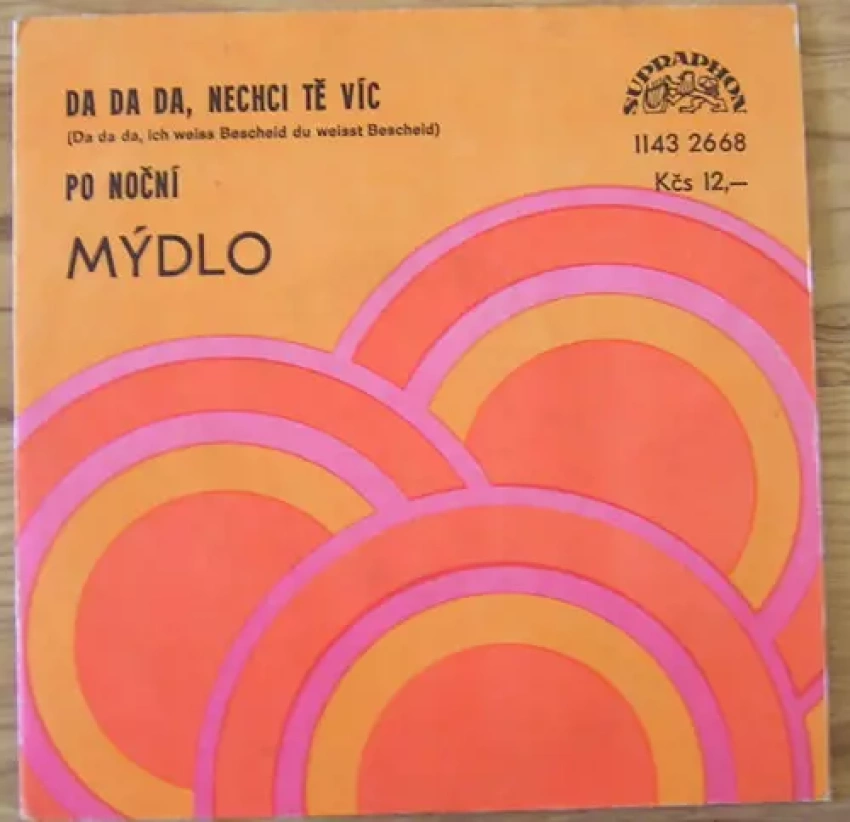 DA DA DA, NECHCI TĚ VÍC
(Da da da, ich weiss Bescheid du weisst Bescheid)
PO NOČNÍ
MÝDLO
SUPRAPHON
1143 2668
Kčs 12,—